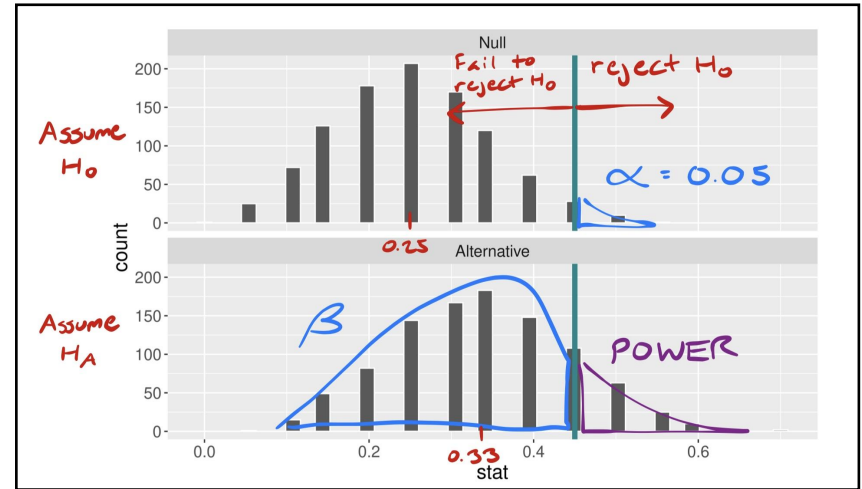 Null
Fail to
reject H₀
reject H₀
Assume
H₀
α = 0.05
200
150
100
50
0
0.25
count
Alternative
Assume
H_A
β
POWER
200
150
100
50
0
0.0
0.2
0.4
0.6
0.33
stat